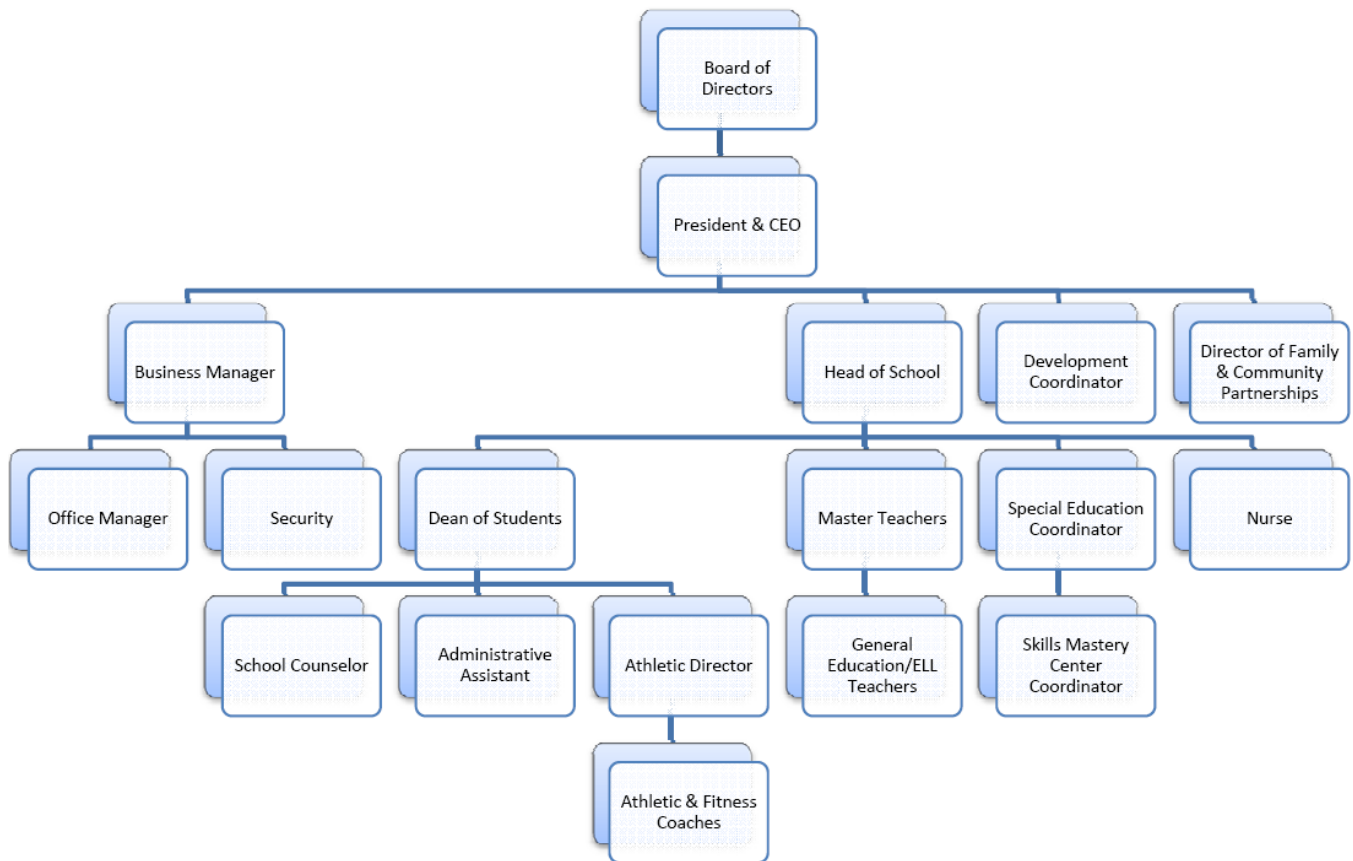 Board of
Directors
President & CEO
Business Manager
Head of School
Development
Coordinator
Director of Family
& Community
Partnerships
Office Manager
Security
Dean of Students
Master Teachers
Special Education
Coordinator
Nurse
School Counselor
Administrative
Assistant
Athletic Director
General
Education/ELL
Teachers
Skills Mastery
Center
Coordinator
Athletic & Fitness
Coaches